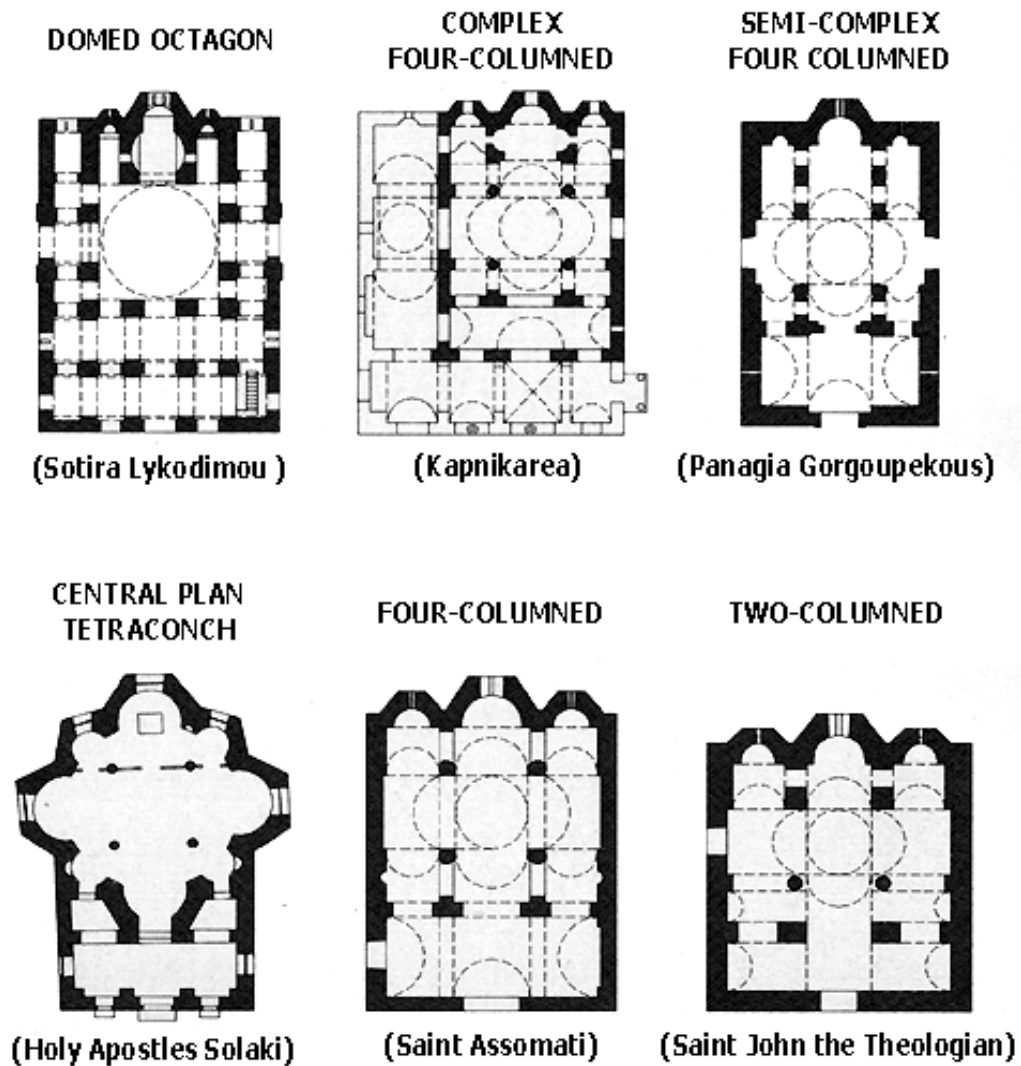 DOMED OCTAGON
COMPLEX
FOUR-COLUMNED
SEMI-COMPLEX
FOUR COLUMNED
(Sotira Lykodimou )
(Kapnikarea)
(Panagia Gorgoupekous)
CENTRAL PLAN
TETRACONCH
FOUR-COLUMNED
TWO-COLUMNED
(Holy Apostles Solaki)
(Saint Assomati)
(Saint John the Theologian)